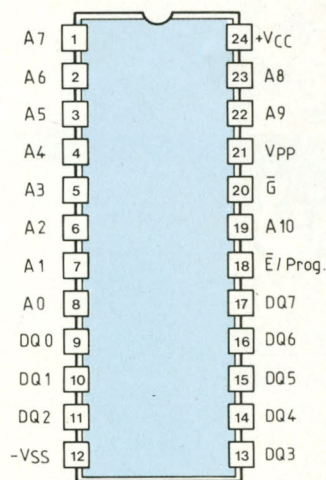 A7 1 24 +VCC
A6 2 23 A8
A5 3 22 A9
A4 4 21 VPP
A3 5 20 G̅
A2 6 19 A10
A1 7 18 E̅/Prog.
A0 8 17 DQ7
DQ0 9 16 DQ6
DQ1 10 15 DQ5
DQ2 11 14 DQ4
-VSS 12 13 DQ3